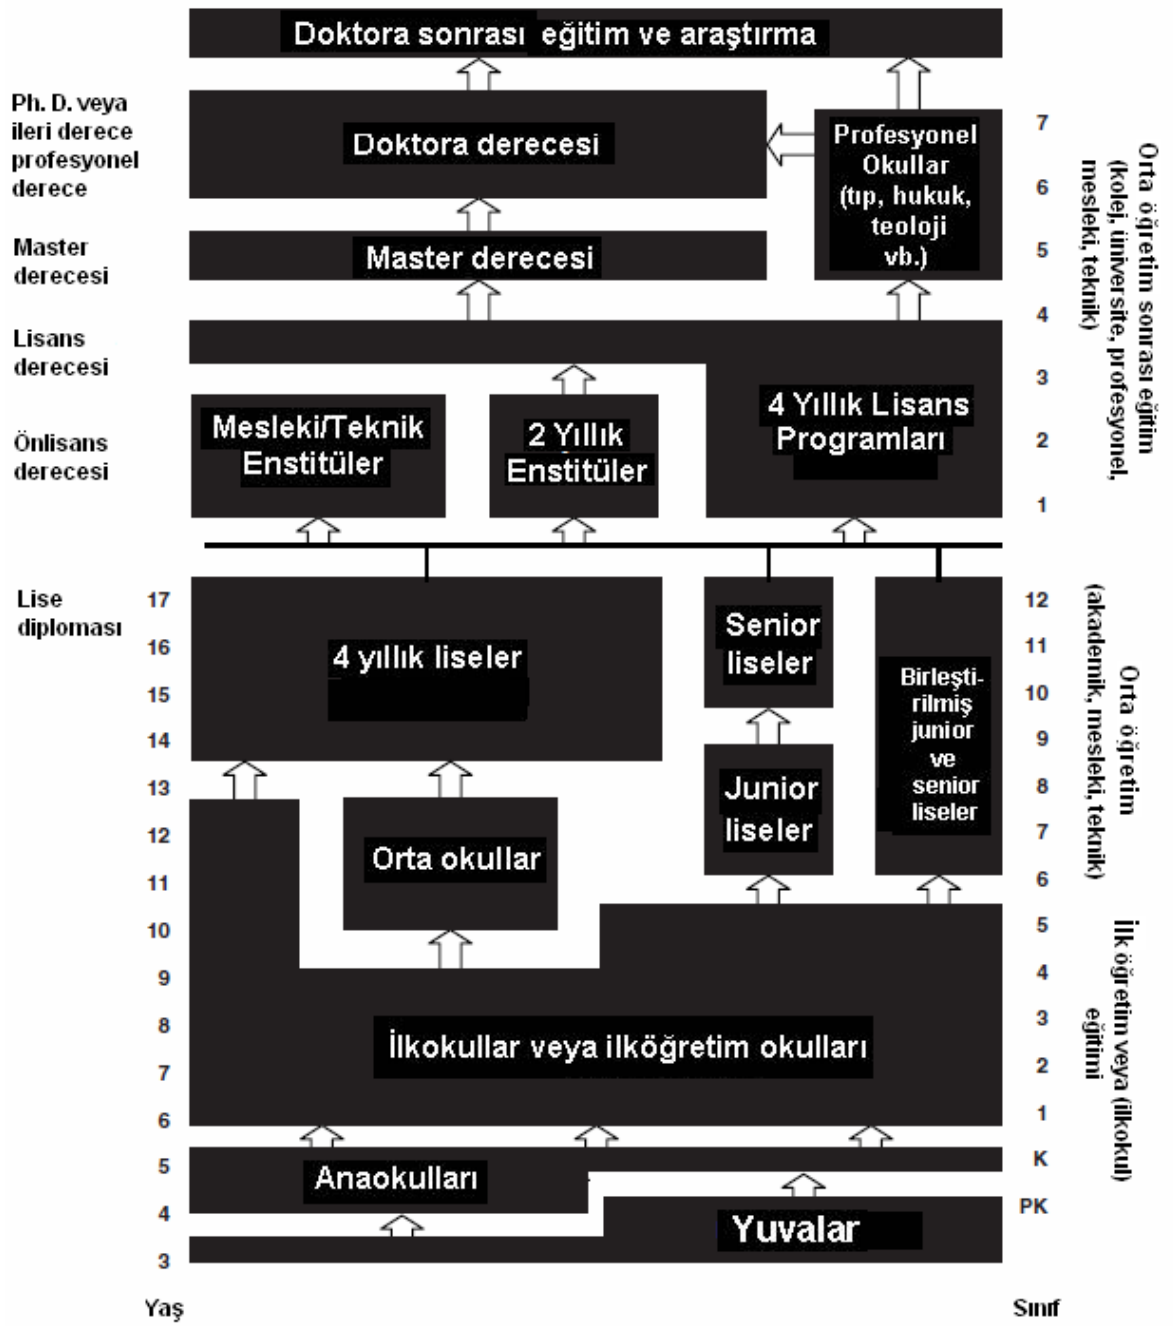 Doktora sonrası eğitim ve araştırma
Ph. D. veya
ileri derece
profesyonel
derece
Doktora derecesi
Profesyonel
Okullar
(tıp, hukuk,
teoloji
vb.)
7
6
5
4
3
2
1
Orta öğretim sonrası eğitim
(kolej, üniversite, profesyonel,
mesleki, teknik)
Master
derecesi
Master derecesi
Lisans
derecesi
4 Yıllık Lisans
Programları
Önlisans
derecesi
Mesleki/Teknik
Enstitüler
2 Yıllık
Enstitüler
Lise
diploması
17
16
15
14
13
12
11
10
9
8
7
6
5
4
3
4 yıllık liseler
Senior
liseler
Junior
liseler
Birleşti-
rilmiş
junior
ve
senior
liseler
Orta okullar
12
11
10
9
8
7
6
5
4
3
2
1
K
PK
Orta öğretim
(akademik, mesleki, teknik)
İlk öğretim veya (ilkokul)
eğitimi
İlkokullar veya ilköğretim okulları
Anaokulları
Yuvalar
Yaş
Sınıf